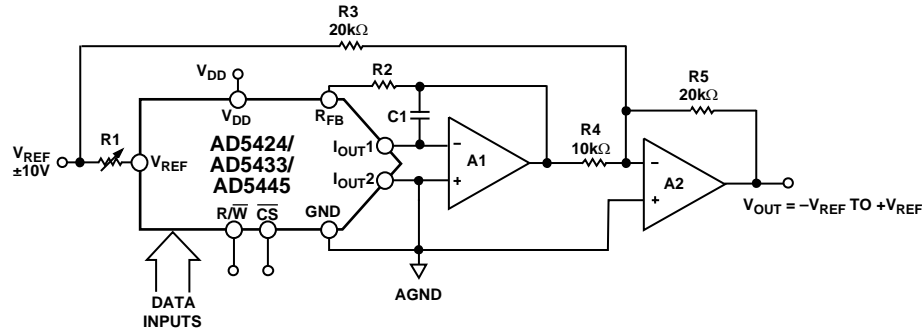 R3
20kΩ
VDD
R2
R5
20kΩ
VDD
RFB
C1
R1
AD5424/
AD5433/
AD5445
IOUT1
R4
10kΩ
VREF
±10V
VREF
A1
IOUT2
A2
R/W̅ C̅S̅ GND
VOUT = –VREF TO +VREF
AGND
DATA
INPUTS